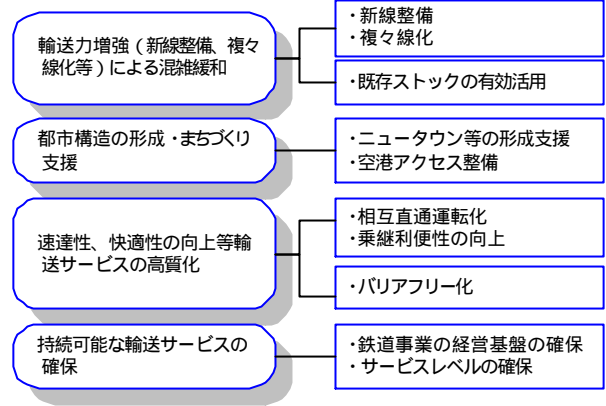 輸送力増強(新線整備、複々
線化等)による混雑緩和
・新線整備
・複々線化
・既存ストックの有効活用
都市構造の形成・まちづくり
支援
・ニュータウン等の形成支援
・空港アクセス整備
速達性、快適性の向上等輸
送サービスの高質化
・相互直通運転化
・乗継利便性の向上
・バリアフリー化
持続可能な輸送サービスの
確保
・鉄道事業の経営基盤の確保
・サービスレベルの確保